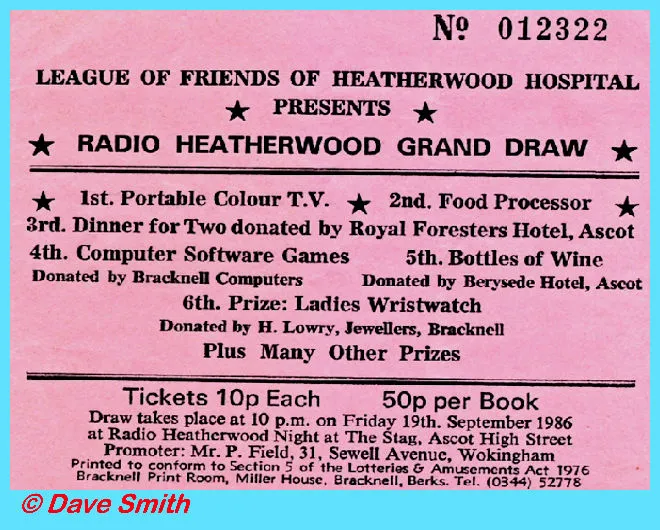 Nº 012322
LEAGUE OF FRIENDS OF HEATHERWOOD HOSPITAL
PRESENTS
RADIO HEATHERWOOD GRAND DRAW
1st. Portable Colour T.V. 2nd. Food Processor
3rd. Dinner for Two donated by Royal Foresters Hotel, Ascot
4th. Computer Software Games 5th. Bottles of Wine
Donated by Bracknell Computers Donated by Berysede Hotel, Ascot
6th. Prize: Ladies Wristwatch
Donated by H. Lowry, Jewellers, Bracknell
Plus Many Other Prizes
Tickets 10p Each 50p per Book
Draw takes place at 10 p.m. on Friday 19th. September 1986
at Radio Heatherwood Night at The Stag, Ascot High Street
Promoter: Mr. P. Field, 31, Sewell Avenue, Wokingham
Printed to conform to Section 5 of the Lotteries & Amusements Act 1976
Bracknell Print Room, Miller House, Bracknell, Berks. Tel. (0344) 52778
© Dave Smith